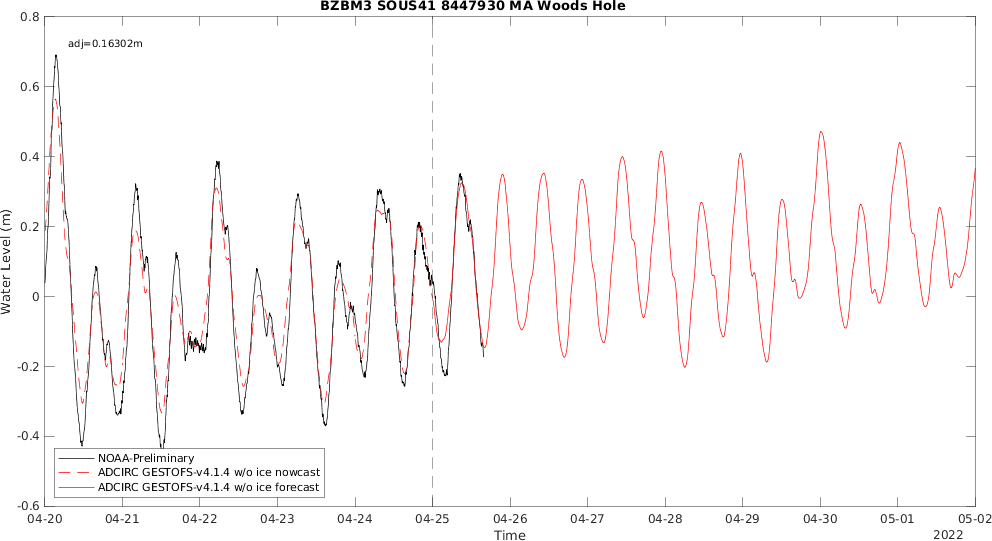 BZBM3 SOUS41 8447930 MA Woods Hole
adj=0.16302m
Water Level (m)
0.8
0.6
0.4
0.2
0
-0.2
-0.4
-0.6
NOAA-Preliminary
ADCIRC GESTOFS-v4.1.4 w/o ice nowcast
ADCIRC GESTOFS-v4.1.4 w/o ice forecast
04-20 04-21 04-22 04-23 04-24 04-25 04-26 04-27 04-28 04-29 04-30 05-01 05-02
Time
2022